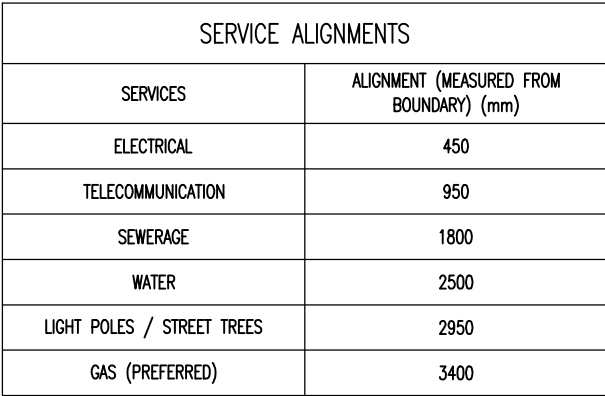 SERVICE ALIGNMENTS
SERVICES
ALIGNMENT (MEASURED FROM
BOUNDARY) (mm)
ELECTRICAL
450
TELECOMMUNICATION
950
SEWERAGE
1800
WATER
2500
LIGHT POLES / STREET TREES
2950
GAS (PREFERRED)
3400